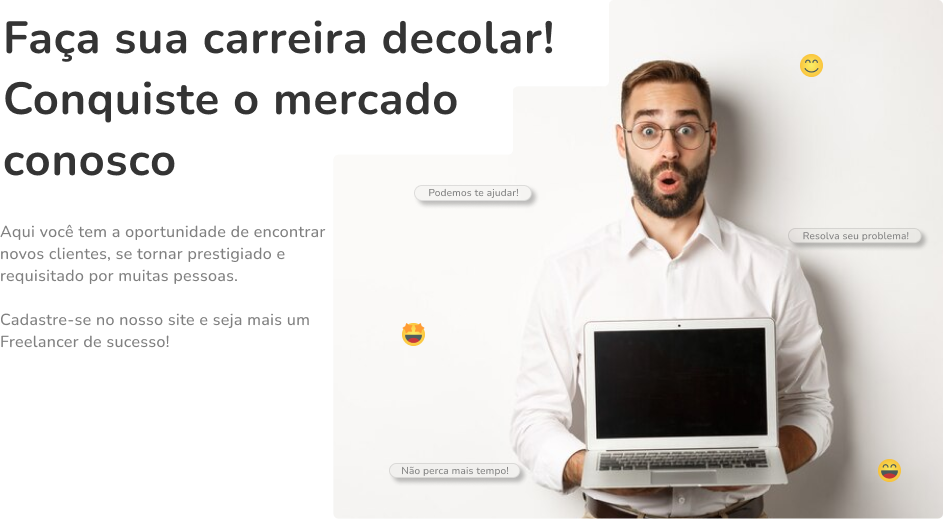 Faça sua carreira decolar!
Conquiste o mercado
conosco
Aqui você tem a oportunidade de encontrar
novos clientes, se tornar prestigiado e
requisitado por muitas pessoas.
Cadastre-se no nosso site e seja mais um
Freelancer de sucesso!
Podemos te ajudar!
Resolva seu problema!
Não perca mais tempo!